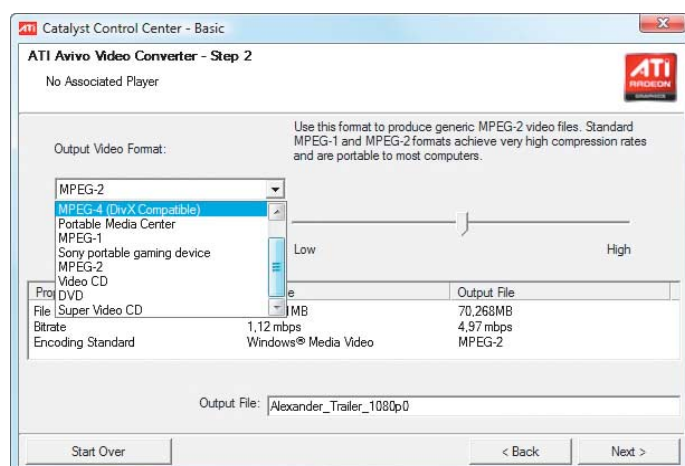 Catalyst Control Center - Basic
ATI Avivo Video Converter - Step 2
No Associated Player
ATI
RADEON
GRAPHICS
Output Video Format:
Use this format to produce generic MPEG-2 video files. Standard
MPEG-1 and MPEG-2 formats achieve very high compression rates
and are portable to most computers.
MPEG-2
MPEG-4 (DivX Compatible)
Portable Media Center
MPEG-1
Sony portable gaming device
MPEG-2
Video CD
DVD
Super Video CD
Low High
Output File
File MB 70,268MB
Bitrate 1,12 mbps 4,97 mbps
Encoding Standard Windows® Media Video MPEG-2
Output File: Alexander_Trailer_1080p0
Start Over < Back Next >